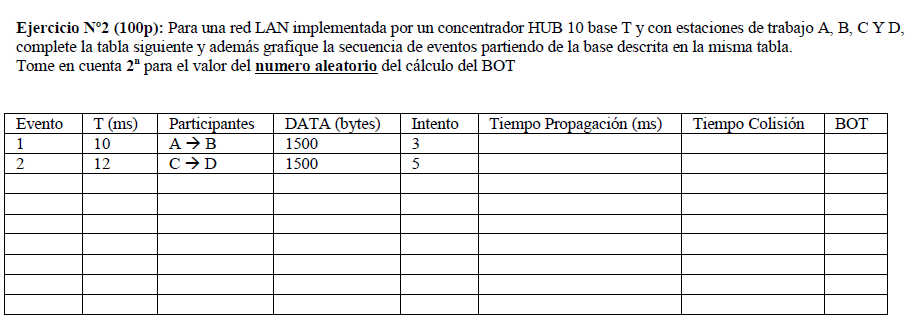 Ejercicio Nº2 (100p): Para una red LAN implementada por un concentrador HUB 10 base T y con estaciones de trabajo A, B, C Y D,
complete la tabla siguiente y además grafique la secuencia de eventos partiendo de la base descrita en la misma tabla.
Tome en cuenta 2ⁿ para el valor del numero aleatorio del cálculo del BOT
Evento T (ms) Participantes DATA (bytes) Intento Tiempo Propagación (ms) Tiempo Colisión BOT
1 10 A → B 1500 3
2 12 C → D 1500 5